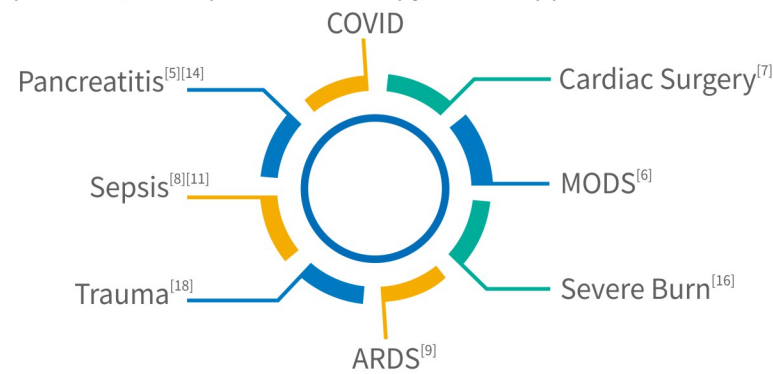 COVID
Pancreatitis[5][14]
Cardiac Surgery[7]
Sepsis[8][11]
MODS[6]
Trauma[18]
Severe Burn[16]
ARDS[9]